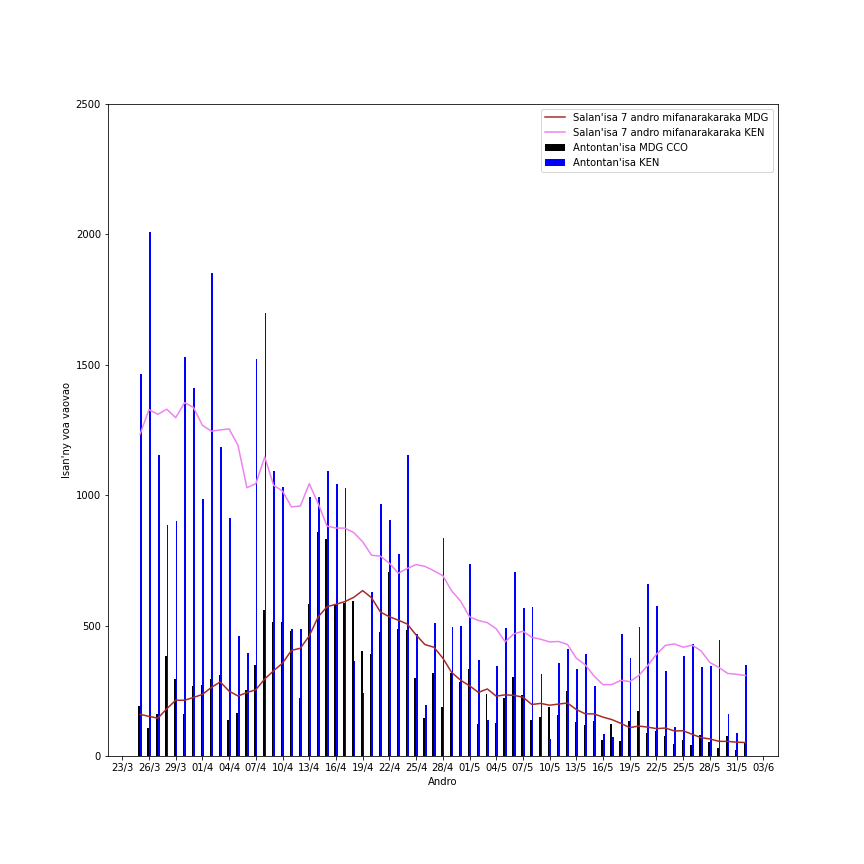 2500
Salan'isa 7 andro mifanarakaraka MDG
Salan'isa 7 andro mifanarakaraka KEN
Antontan'isa MDG CCO
Antontan'isa KEN
2000
1500
Isan'ny voa vaovao
1000
500
0
23/3 26/3 29/3 01/4 04/4 07/4 10/4 13/4 16/4 19/4 22/4 25/4 28/4 01/5 04/5 07/5 10/5 13/5 16/5 19/5 22/5 25/5 28/5 31/5 03/6
Andro